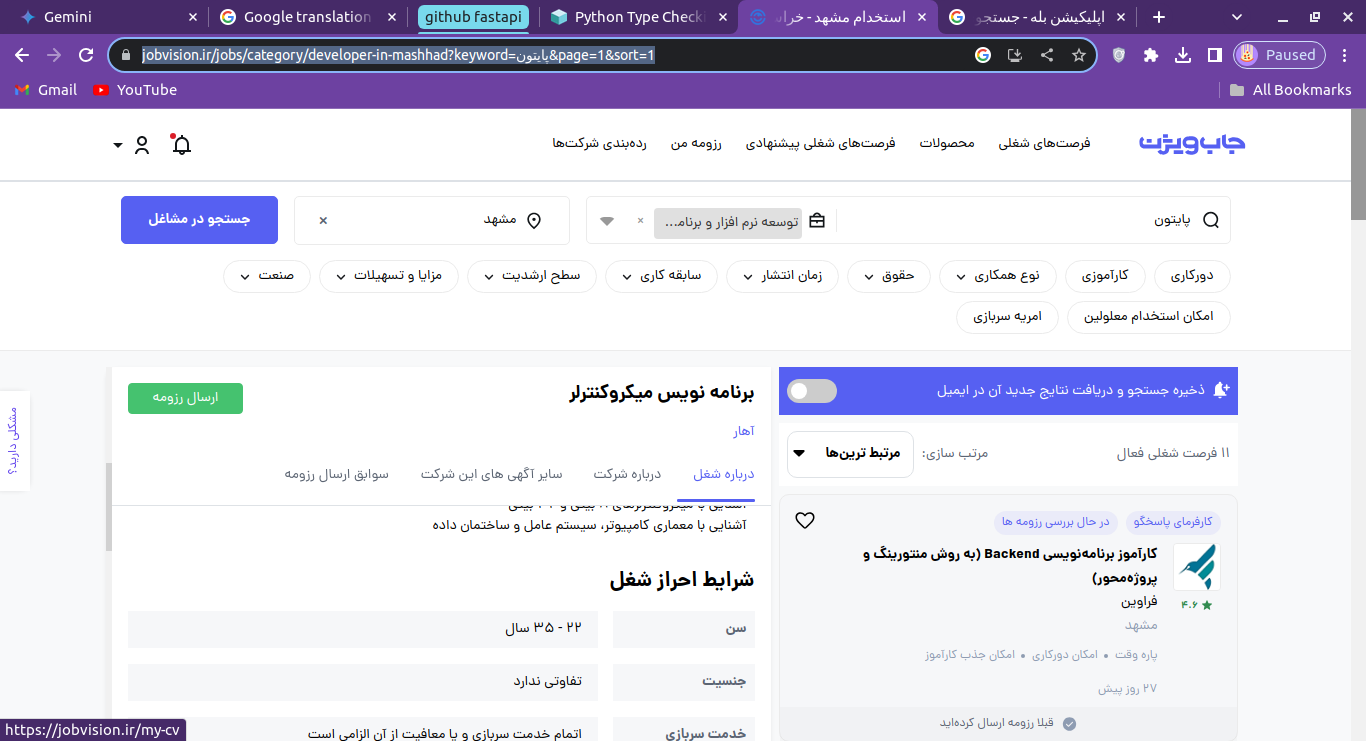 Gemini
Google translation
github fastapi
Python Type Checki
استخدام مشهد - خراس
اپلیکیشن بله - جستجو
jobvision.ir/jobs/category/developer-in-mashhad?keyword=پایتون&page=1&sort=1
Paused
Gmail
YouTube
All Bookmarks
جاب‌ویژن
فرصت‌های شغلی
محصولات
فرصت‌های شغلی پیشنهادی
رزومه من
رده‌بندی شرکت‌ها
پایتون
توسعه نرم افزار و برنامـ...
مشهد
جستجو در مشاغل
دورکاری
کارآموزی
نوع همکاری
حقوق
زمان انتشار
سابقه کاری
سطح ارشدیت
مزایا و تسهیلات
صنعت
امکان استخدام معلولین
امریه سربازی
ذخیره جستجو و دریافت نتایج جدید آن در ایمیل
۱۱ فرصت شغلی فعال
مرتب سازی:
مرتبط ترین‌ها
کارفرمای پاسخگو
در حال بررسی رزومه ها
کارآموز برنامه‌نویسی Backend (به روش منتورینگ و
پروژه‌محور)
فراوین
۴.۶
مشهد
پاره وقت • امکان دورکاری • امکان جذب کارآموز
۲۷ روز پیش
قبلا رزومه ارسال کرده‌اید
برنامه نویس میکروکنترلر
ارسال رزومه
آهار
درباره شغل
درباره شرکت
سایر آگهی های این شرکت
سوابق ارسال رزومه
آشنایی با معماری کامپیوتر، سیستم عامل و ساختمان داده
شرایط احراز شغل
سن
۲۲ - ۳۵ سال
جنسیت
تفاوتی ندارد
خدمت سربازی
اتمام خدمت سربازی و یا معافیت از آن الزامی است
مشکلی دارید؟
https://jobvision.ir/my-cv